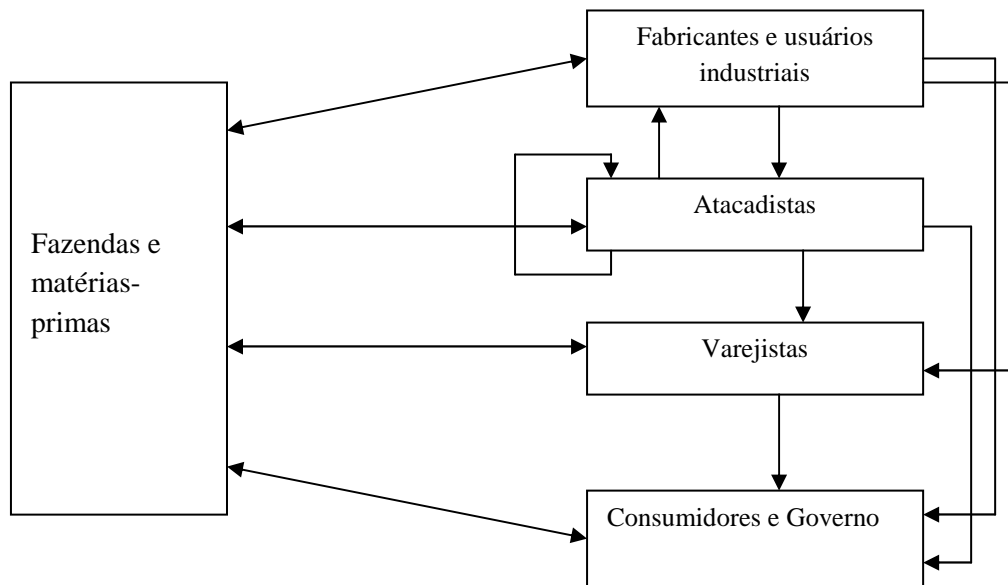 Fabricantes e usuários
industriais
Atacadistas
Fazendas e
matérias-
primas
Varejistas
Consumidores e Governo